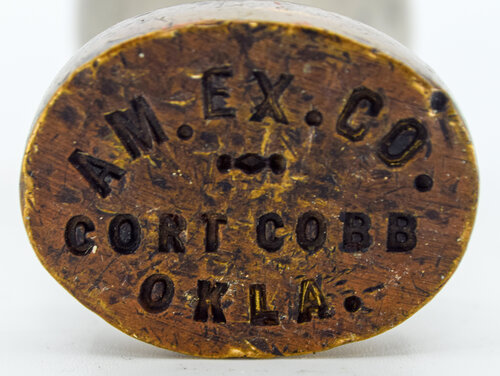 AM. EX. CO.
CORT COBB
OKLA.